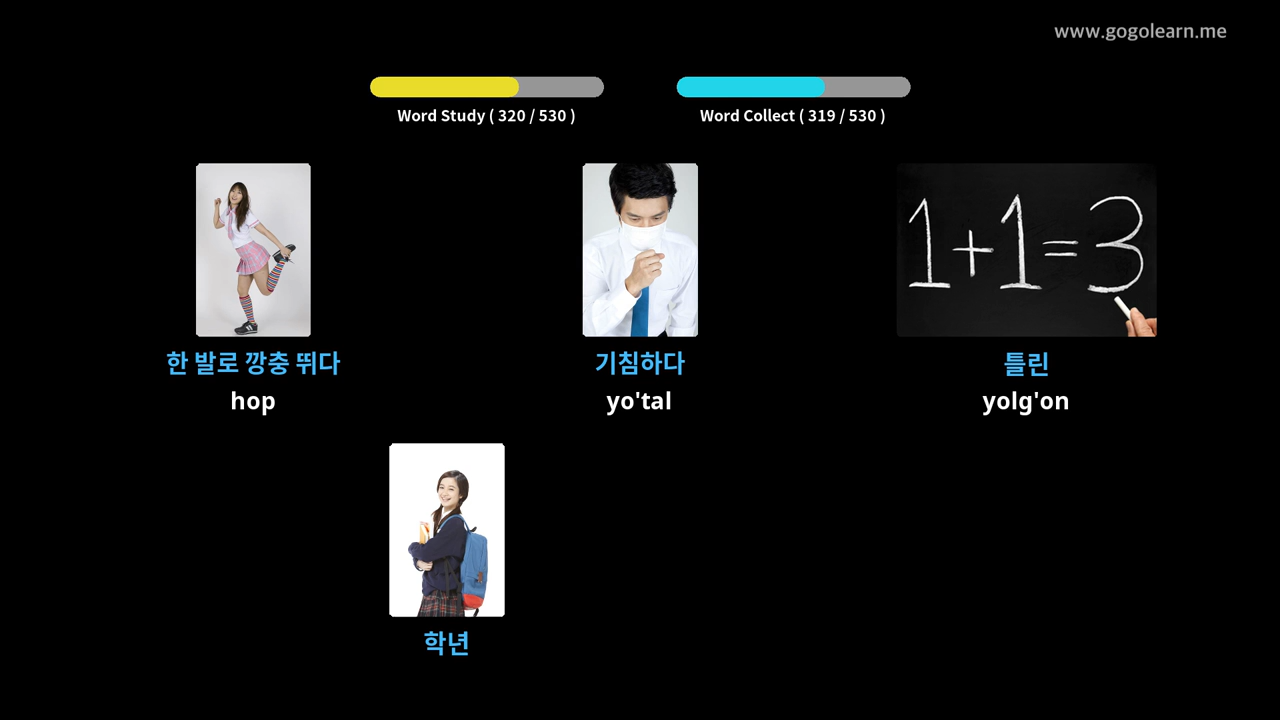 www.gogolearn.me
Word Study ( 320 / 530 )
Word Collect ( 319 / 530 )
1+1=3
한 발로 깡충 뛰다
기침하다
틀린
hop
yo'tal
yolg'on
학년